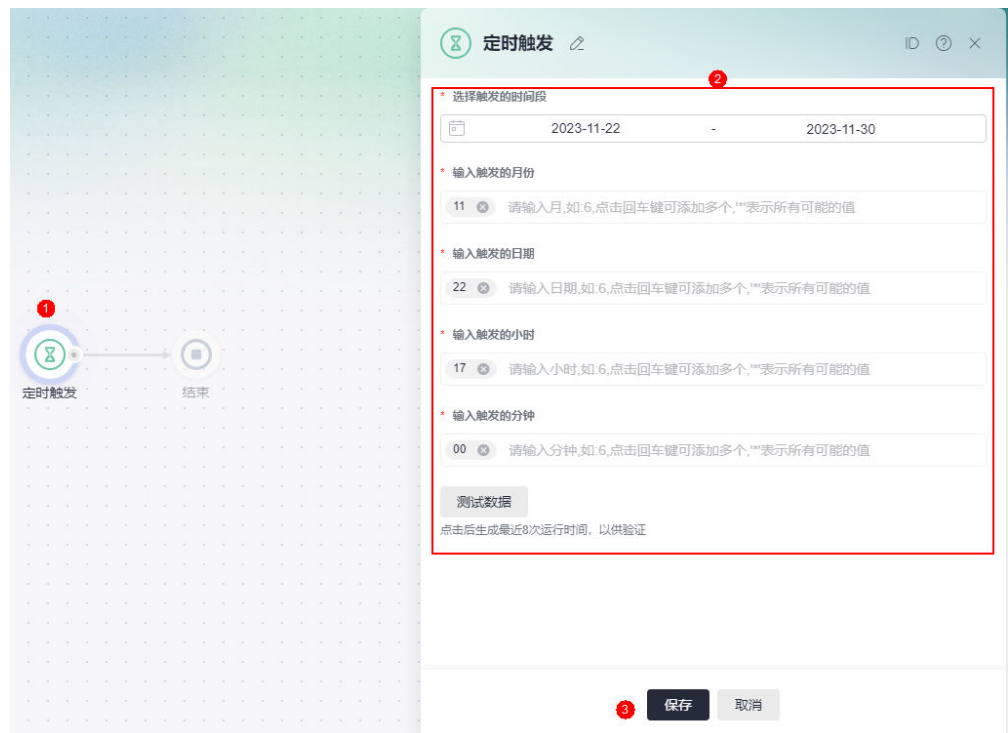 定时触发
ID
2
* 选择触发的时间段
2023-11-22 - 2023-11-30
* 输入触发的月份
11 请输入月,如:6,点击回车键可添加多个,"*"表示所有可能的值
* 输入触发的日期
22 请输入日期,如:6,点击回车键可添加多个,"*"表示所有可能的值
1
* 输入触发的小时
17 请输入小时,如:6,点击回车键可添加多个,"*"表示所有可能的值
定时触发
结束
* 输入触发的分钟
00 请输入分钟,如:6,点击回车键可添加多个,"*"表示所有可能的值
测试数据
点击后生成最近8次运行时间，以供验证
3
保存
取消